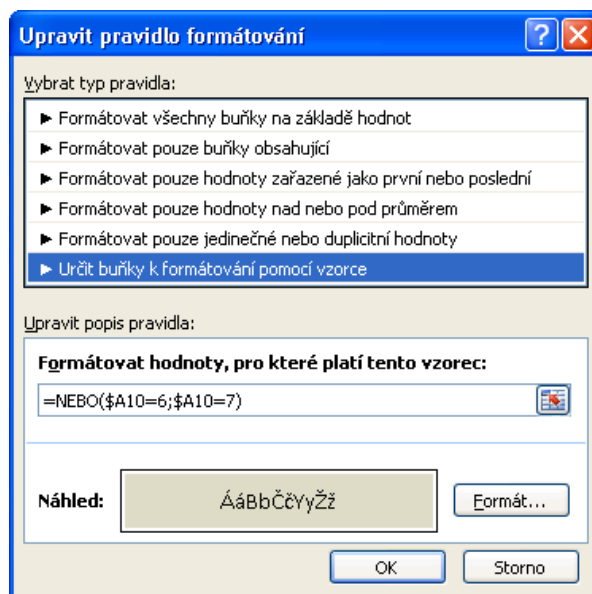 Upravit pravidlo formátování
Vybrat typ pravidla:
► Formátovat všechny buňky na základě hodnot
► Formátovat pouze buňky obsahující
► Formátovat pouze hodnoty zařazené jako první nebo poslední
► Formátovat pouze hodnoty nad nebo pod průměrem
► Formátovat pouze jedinečné nebo duplicitní hodnoty
► Určit buňky k formátování pomocí vzorce
Upravit popis pravidla:
Formátovat hodnoty, pro které platí tento vzorec:
=NEBO($A10=6;$A10=7)
Náhled: ÁáBbČčYyŽž Formát...
OK Storno